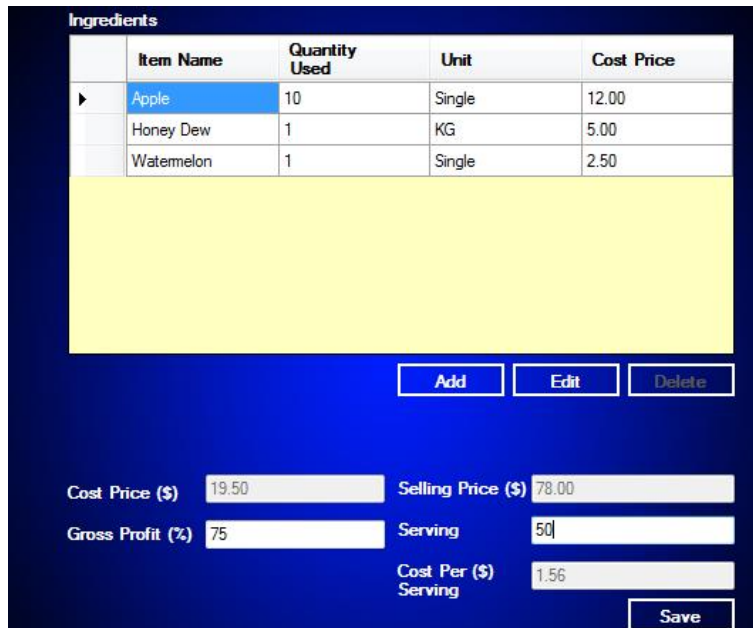 Ingredients
Item Name Quantity Used Unit Cost Price
Apple 10 Single 12.00
Honey Dew 1 KG 5.00
Watermelon 1 Single 2.50
Add Edit Delete
Cost Price ($) 19.50 Selling Price ($) 78.00
Gross Profit (%) 75 Serving 50
Cost Per ($) Serving 1.56
Save